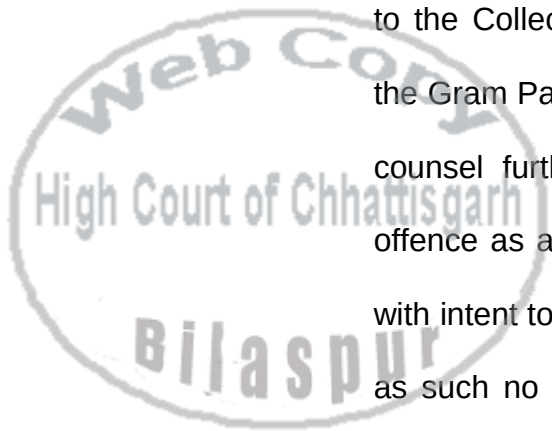 to the Collec
Web Copy
the Gram Pa
counsel furth
High Court of Chhattisgarh
offence as a
with intent to
Bilaspur
as such no